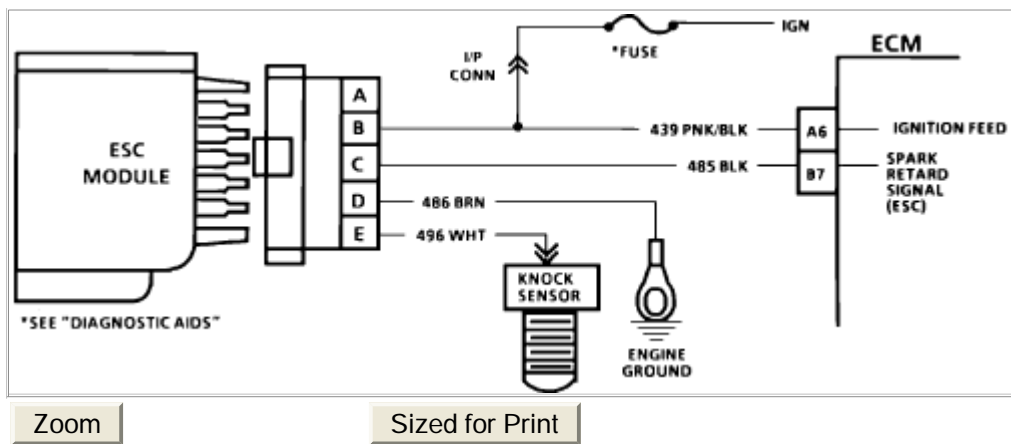 IGN
*FUSE
I/P
CONN
ECM
A
B
439 PNK/BLK
A6
IGNITION FEED
ESC
MODULE
C
485 BLK
B7
SPARK
RETARD
SIGNAL
(ESC)
D
486 BRN
E
496 WHT
KNOCK
SENSOR
*SEE "DIAGNOSTIC AIDS"
ENGINE
GROUND
Zoom
Sized for Print